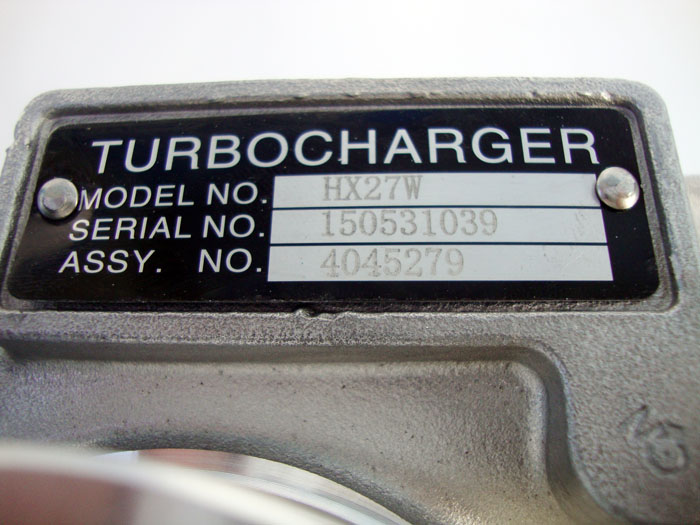 TURBOCHARGER
MODEL NO. HX27W
SERIAL NO. 150531039
ASSY. NO. 4045279